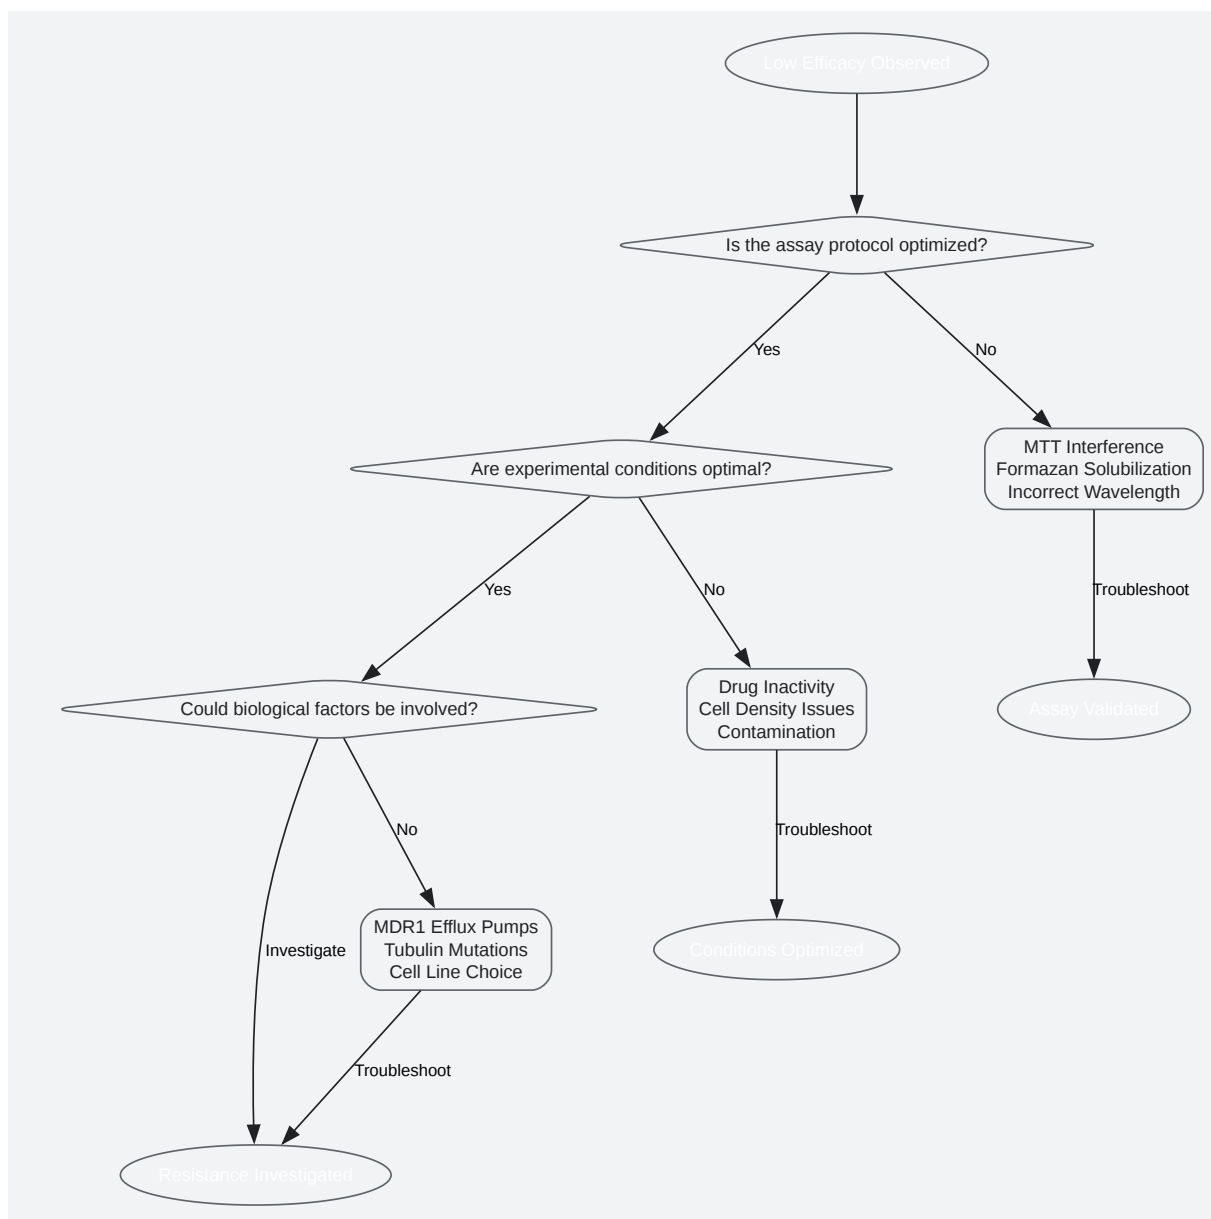 Low Efficacy Observed
Is the assay protocol optimized?
Yes
No
Are experimental conditions optimal?
MTT Interference
Formazan Solubilization
Incorrect Wavelength
Yes
No
Troubleshoot
Could biological factors be involved?
Drug Inactivity
Cell Density Issues
Contamination
Assay Validated
No
Troubleshoot
Investigate
MDR1 Efflux Pumps
Tubulin Mutations
Cell Line Choice
Conditions Optimized
Troubleshoot
Resistance Investigated